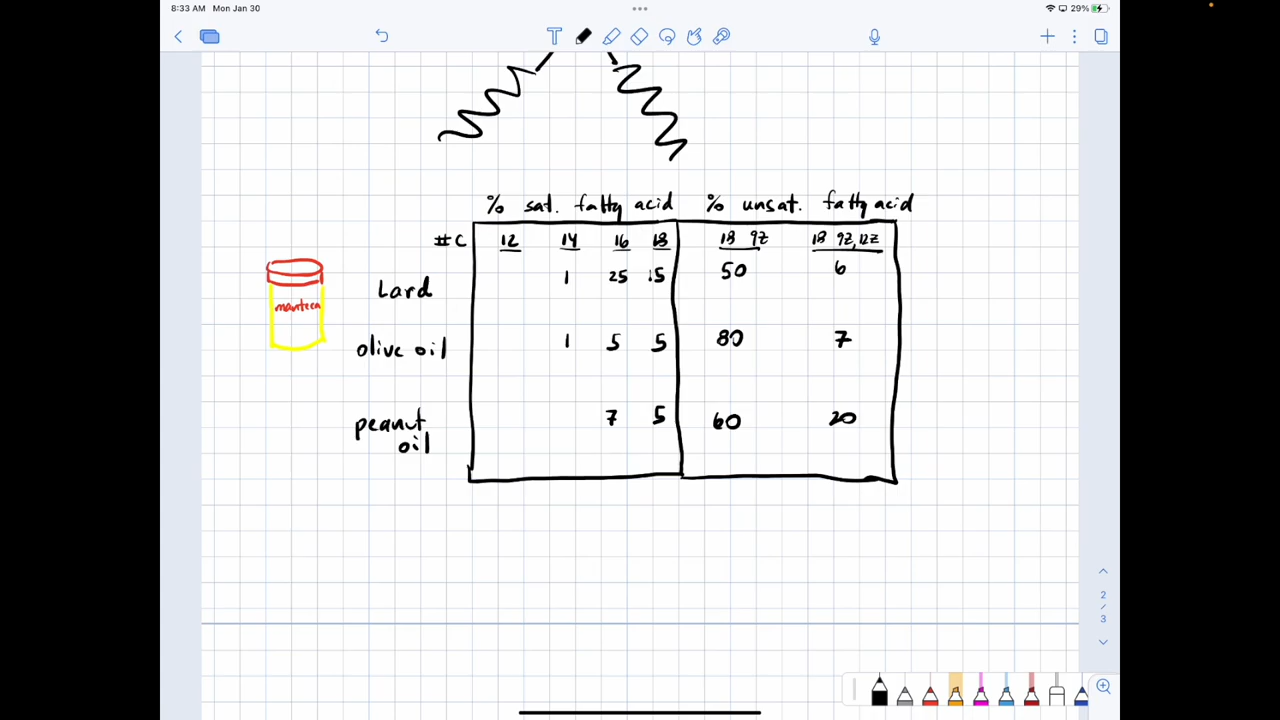 8:33 AM Mon Jan 30
29%
% sat. fatty acid % unsat. fatty acid
#C 12 14 16 18 18 9Z 18 9Z, 12Z
Lard 1 25 15 50 6
manteca
olive oil 1 5 5 80 7
peanut oil 7 5 60 20
2
/
3